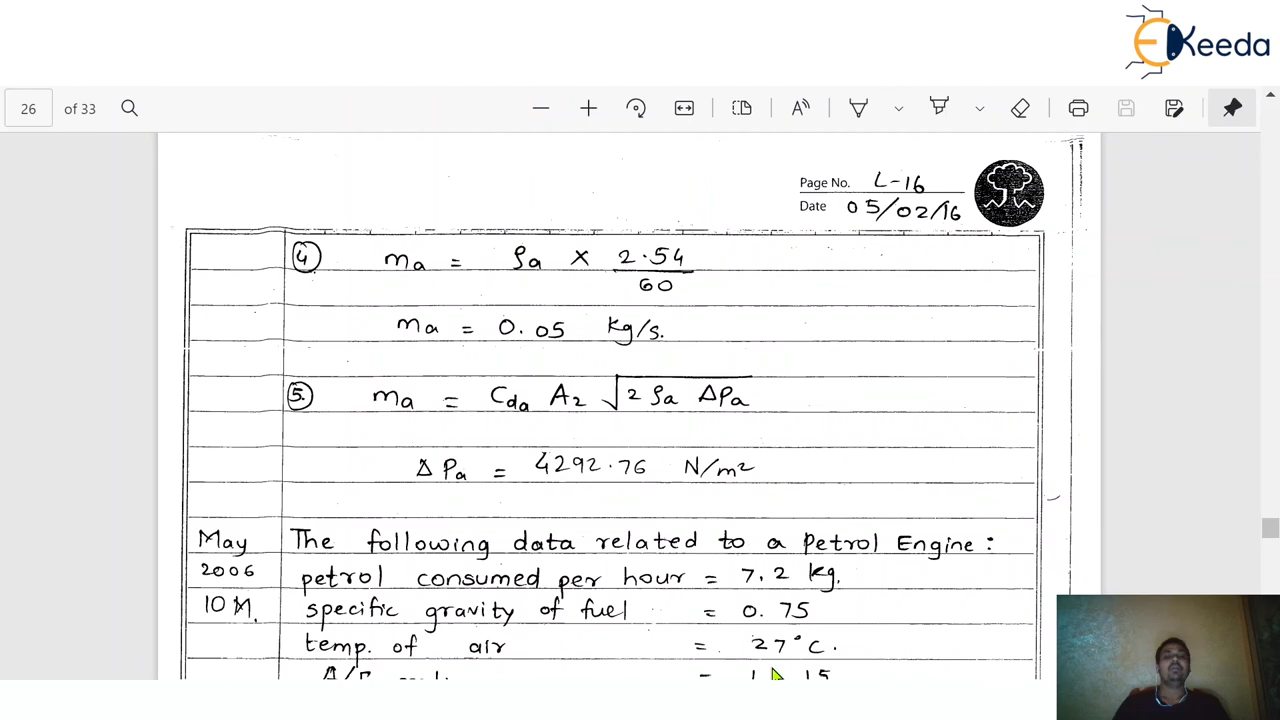 EKeeda
26 of 33
Page No. L-16
Date 05/02/16
④ ma = ρa × 2.54/60
ma = 0.05 kg/s.
⑤ ma = Cda A2 √2 ρa ΔPa
ΔPa = 4292.76 N/m²
May 2006 10M.
The following data related to a petrol Engine:
petrol consumed per hour = 7.2 kg.
specific gravity of fuel = 0.75
temp. of air = 27°C.